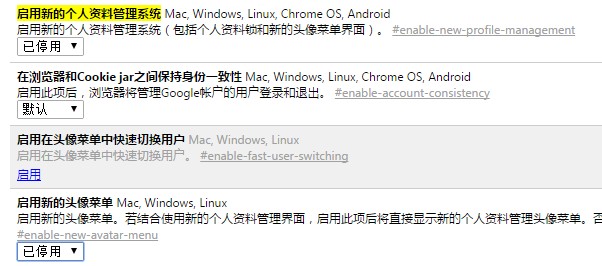 启用新的个人资料管理系统 Mac, Windows, Linux, Chrome OS, Android
启用新的个人资料管理系统（包括个人资料锁和新的头像菜单界面）。 #enable-new-profile-management
已停用
在浏览器和Cookie jar之间保持身份一致性 Mac, Windows, Linux, Chrome OS, Android
启用此项后，浏览器将管理Google帐户的用户登录和退出。 #enable-account-consistency
默认
启用在头像菜单中快速切换用户 Mac, Windows, Linux
启用在头像菜单中快速切换用户。 #enable-fast-user-switching
启用
启用新的头像菜单 Mac, Windows, Linux
启用新的头像菜单。若结合使用新的个人资料管理界面，启用此项后将直接显示新的个人资料管理头像菜单。否
#enable-new-avatar-menu
已停用